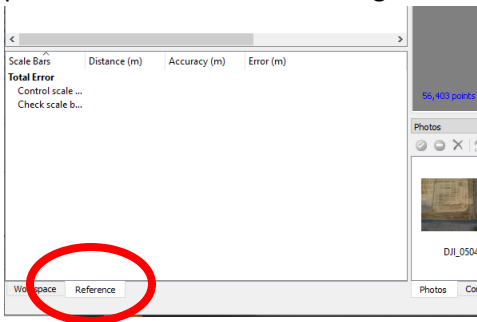 Scale Bars Distance (m) Accuracy (m) Error (m)
Total Error
Control scale ...
Check scale b...
56,403 points
Photos
DJI_0504
Workspace Reference
Photos